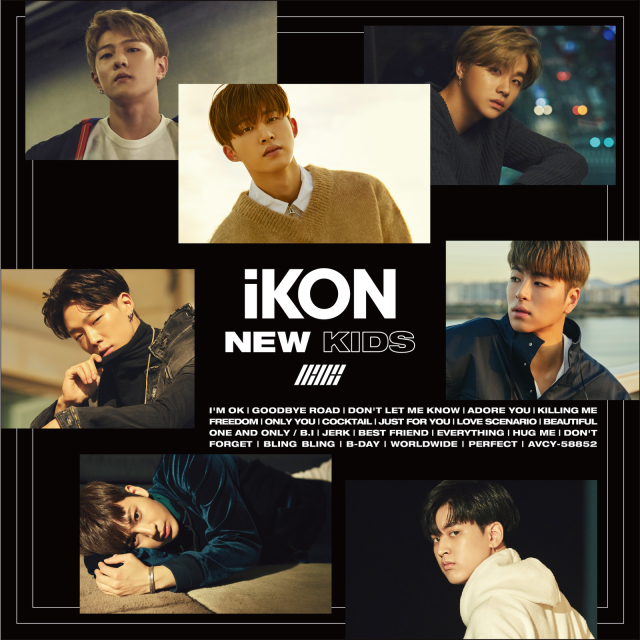 iKON
NEW KIDS
I'M OK | GOODBYE ROAD | DON'T LET ME KNOW | ADORE YOU | KILLING ME
FREEDOM | ONLY YOU | COCKTAIL | JUST FOR YOU | LOVE SCENARIO | BEAUTIFUL
ONE AND ONLY / B.I | JERK | BEST FRIEND | EVERYTHING | HUG ME | DON'T
FORGET | BLING BLING | B-DAY | WORLDWIDE | PERFECT | AVCY-58852